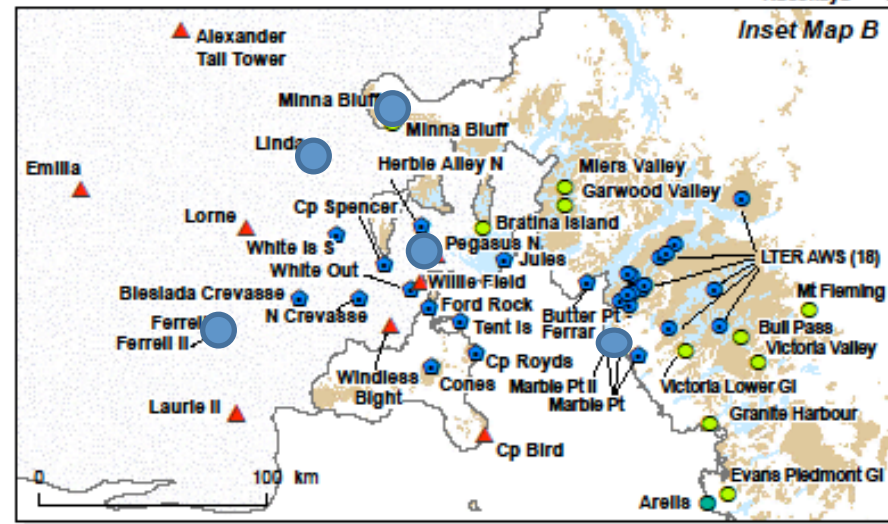 Inset Map B
Alexander
Tall Tower
Minna Bluff
Minna Bluff
Linda
Herbie Alley N
Emilia
Miers Valley
Garwood Valley
Cp Spencer
Lorne
Bratina Island
White Is S
Pegasus N
Jules
LTER AWS (18)
White Out
Willie Field
Mt Fleming
Biesiada Crevasse
Ford Rock
N Crevasse
Butter Pt
Bull Pass
Ferrell
Tent Is
Ferrar
Ferrell II
Victoria Valley
Cp Royds
Windless
Bight
Cones
Marble Pt II
Victoria Lower Gl
Marble Pt
Laurie II
Granite Harbour
Cp Bird
0 100 km
Evans Piedmont Gl
Arelis